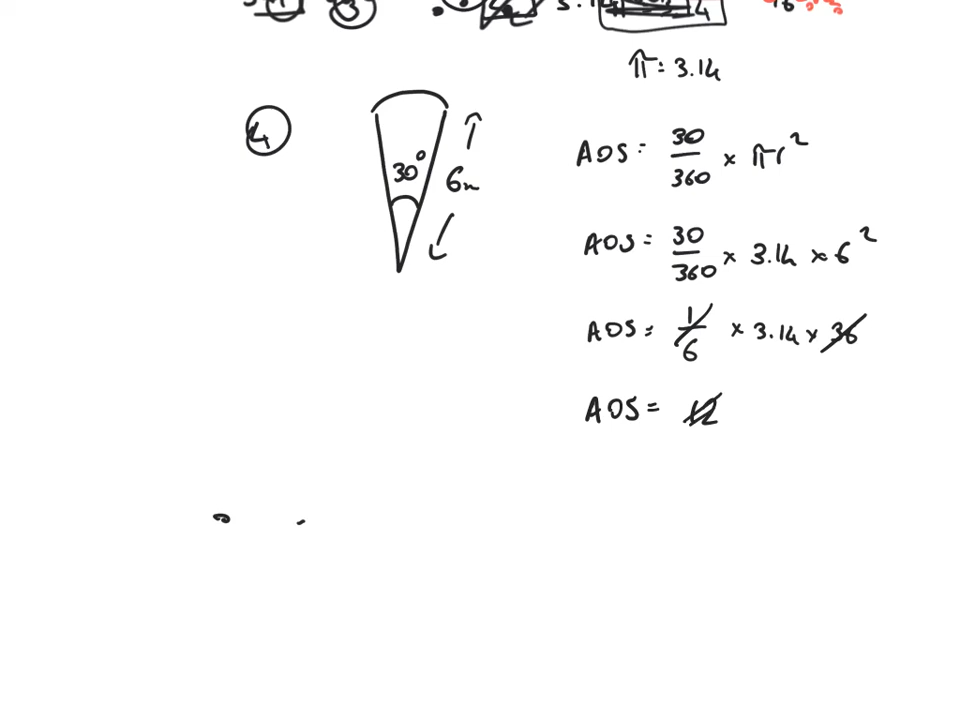 π = 3.14
4
30°
6m
AOS = 30/360 × πr²
AOS = 30/360 × 3.14 × 6²
AOS = 1/6 × 3.14 × 36
AOS = 12